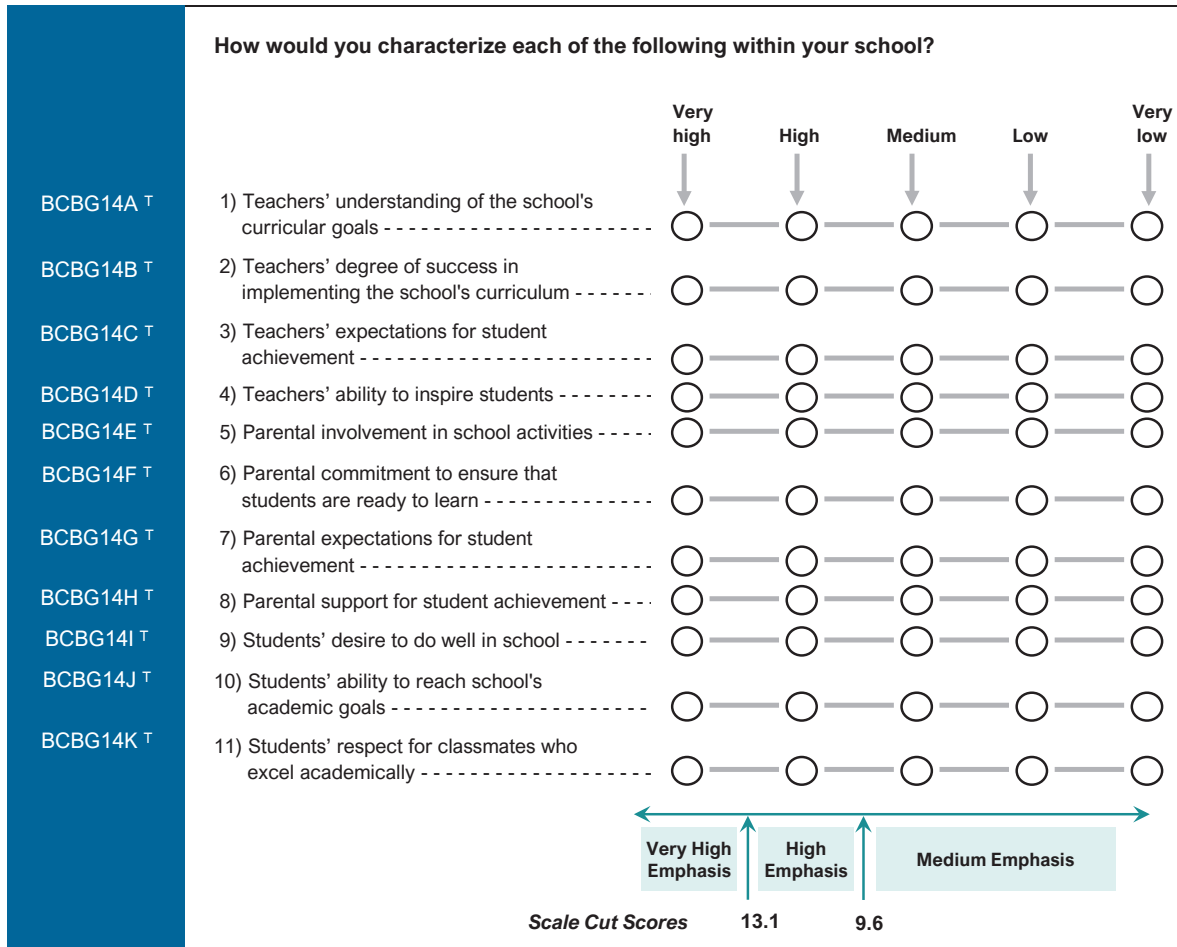 How would you characterize each of the following within your school?
Very high
High
Medium
Low
Very low
BCBG14A ᵀ
1) Teachers’ understanding of the school's
curricular goals
BCBG14B ᵀ
2) Teachers’ degree of success in
implementing the school's curriculum
BCBG14C ᵀ
3) Teachers’ expectations for student
achievement
BCBG14D ᵀ
4) Teachers’ ability to inspire students
BCBG14E ᵀ
5) Parental involvement in school activities
BCBG14F ᵀ
6) Parental commitment to ensure that
students are ready to learn
BCBG14G ᵀ
7) Parental expectations for student
achievement
BCBG14H ᵀ
8) Parental support for student achievement
BCBG14I ᵀ
9) Students’ desire to do well in school
BCBG14J ᵀ
10) Students’ ability to reach school's
academic goals
BCBG14K ᵀ
11) Students’ respect for classmates who
excel academically
Very High
Emphasis
High
Emphasis
Medium Emphasis
Scale Cut Scores 13.1 9.6